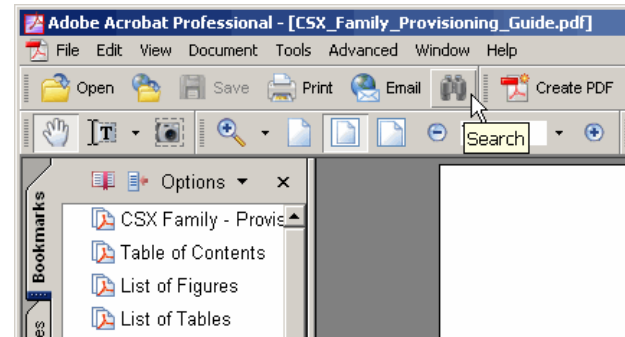 Adobe Acrobat Professional - [CSX_Family_Provisioning_Guide.pdf]
File Edit View Document Tools Advanced Window Help
Open Save Print Email Create PDF
T
Search
Options
Bookmarks
CSX Family - Provis
Table of Contents
List of Figures
List of Tables
es